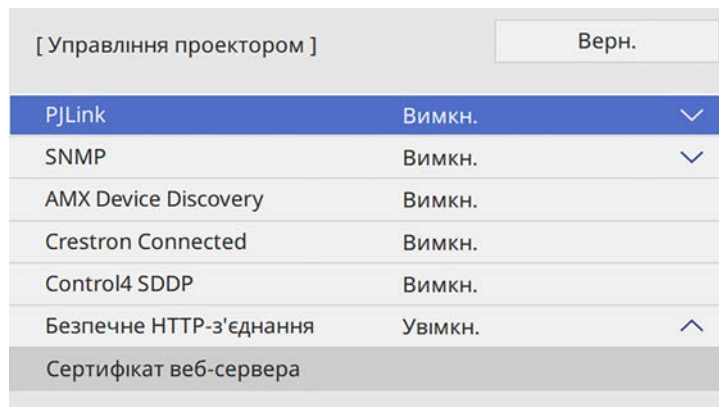 [ Управління проектором ] Верн.
PJLink Вимкн.
SNMP Вимкн.
AMX Device Discovery Вимкн.
Crestron Connected Вимкн.
Control4 SDDP Вимкн.
Безпечне HTTP-з'єднання Увімкн.
Сертифікат веб-сервера